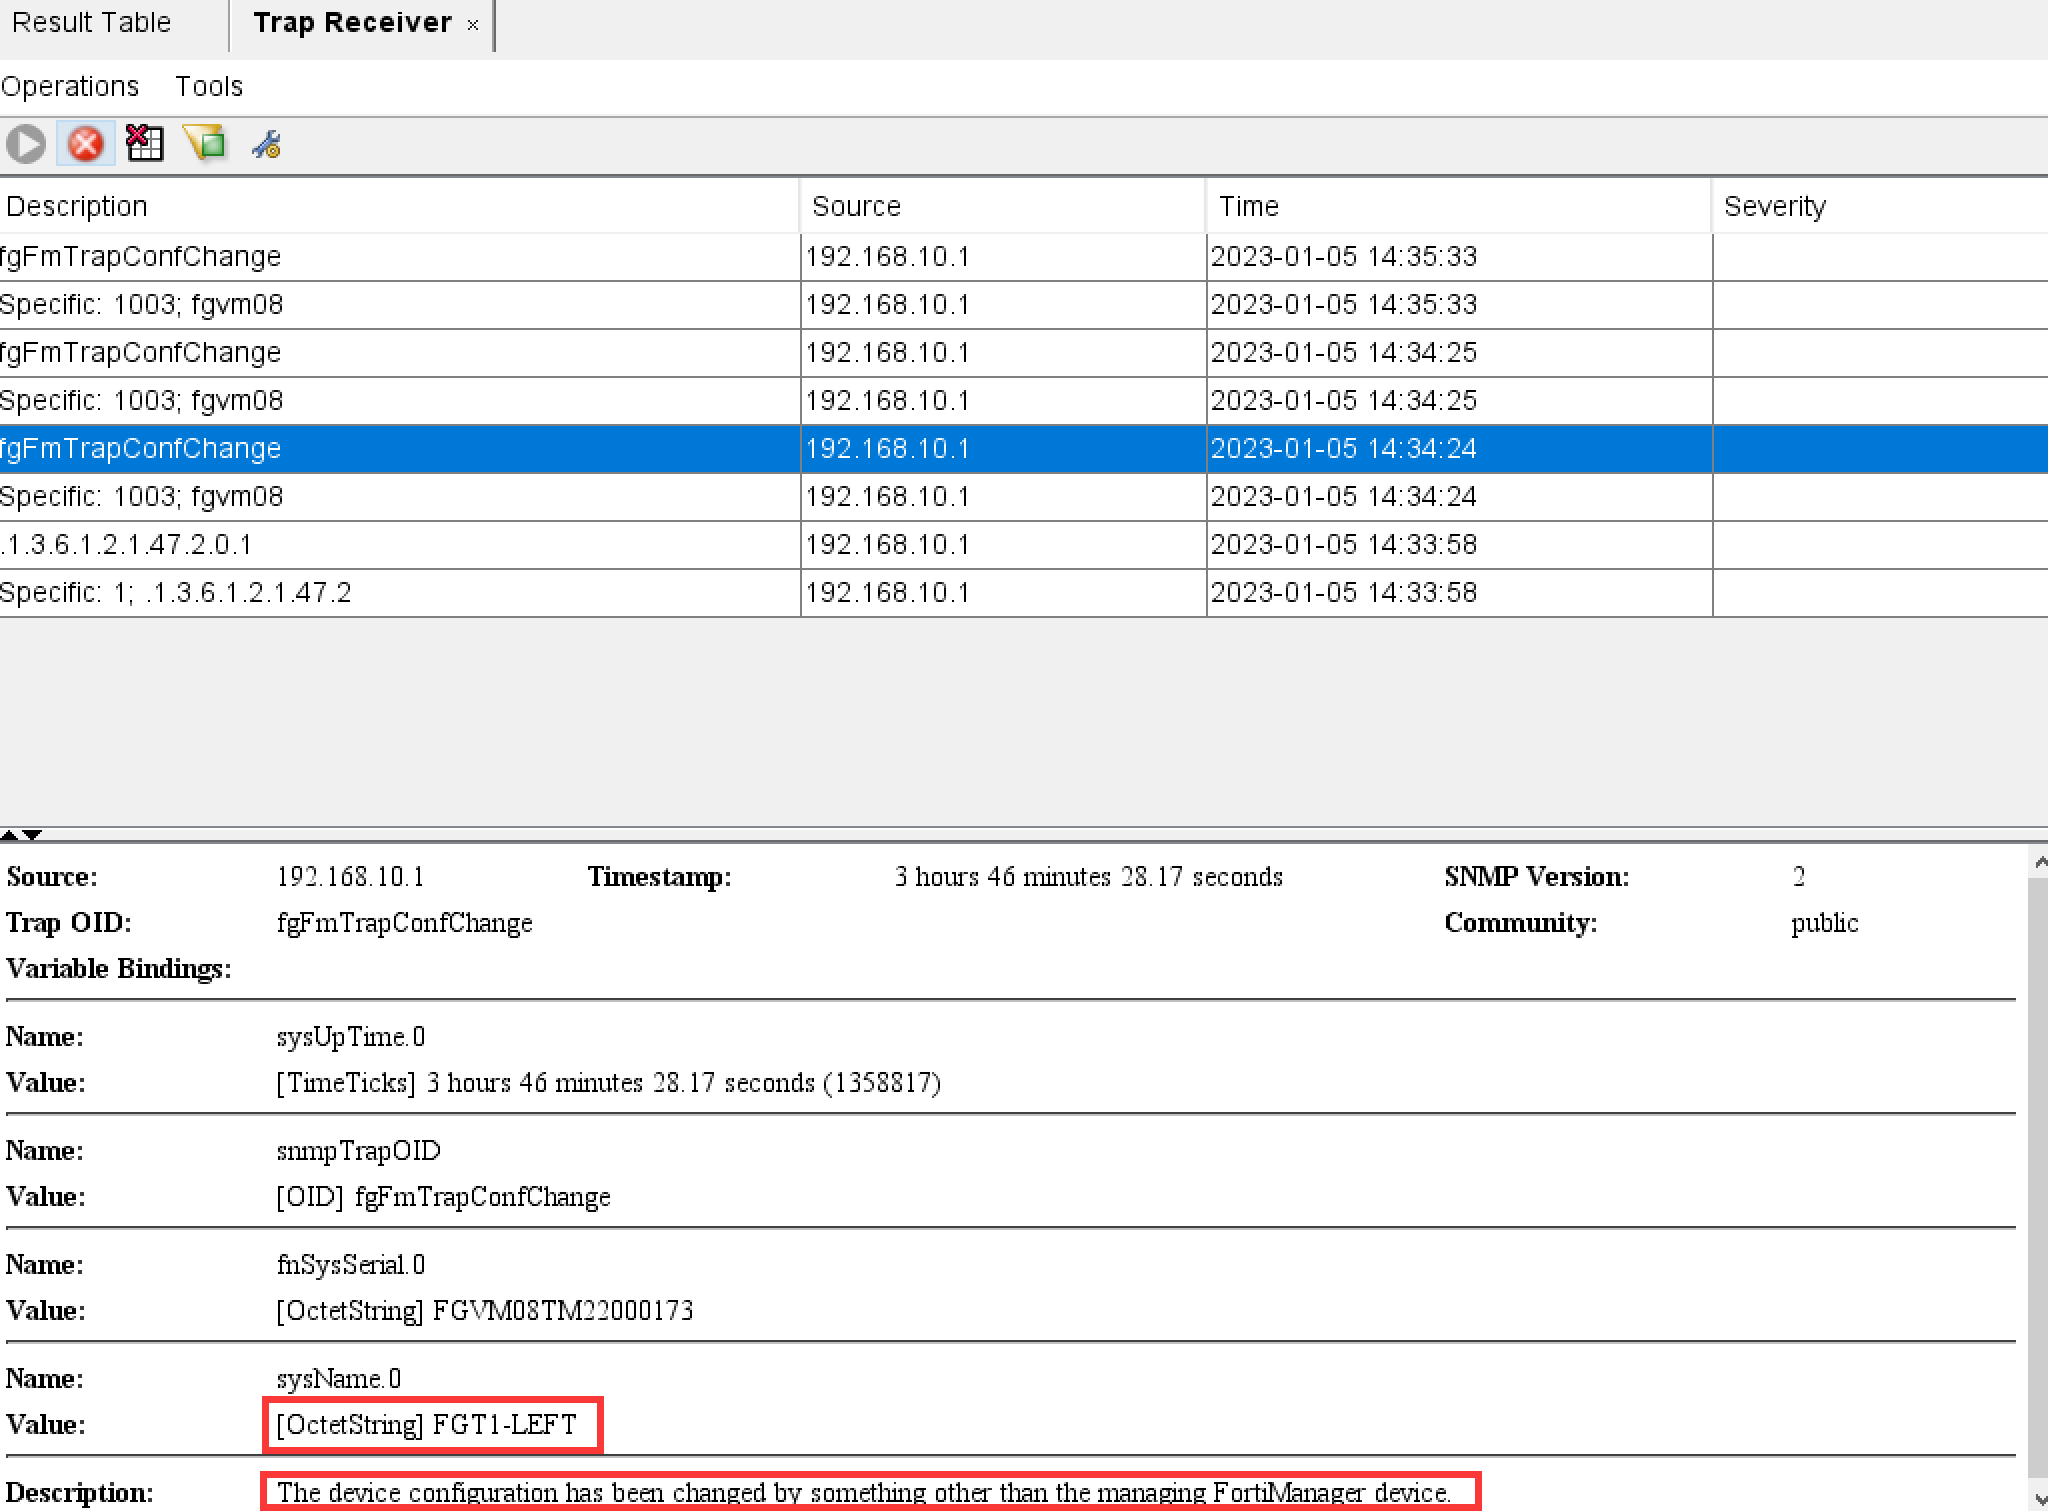 Result Table Trap Receiver ×
Operations Tools
Description Source Time Severity
fgFmTrapConfChange 192.168.10.1 2023-01-05 14:35:33
Specific: 1003; fgvm08 192.168.10.1 2023-01-05 14:35:33
fgFmTrapConfChange 192.168.10.1 2023-01-05 14:34:25
Specific: 1003; fgvm08 192.168.10.1 2023-01-05 14:34:25
fgFmTrapConfChange 192.168.10.1 2023-01-05 14:34:24
Specific: 1003; fgvm08 192.168.10.1 2023-01-05 14:34:24
.1.3.6.1.2.1.47.2.0.1 192.168.10.1 2023-01-05 14:33:58
Specific: 1; .1.3.6.1.2.1.47.2 192.168.10.1 2023-01-05 14:33:58
Source: 192.168.10.1 Timestamp: 3 hours 46 minutes 28.17 seconds SNMP Version: 2
Trap OID: fgFmTrapConfChange Community: public
Variable Bindings:
Name: sysUpTime.0
Value: [TimeTicks] 3 hours 46 minutes 28.17 seconds (1358817)
Name: snmpTrapOID
Value: [OID] fgFmTrapConfChange
Name: fnSysSerial.0
Value: [OctetString] FGVM08TM22000173
Name: sysName.0
Value: [OctetString] FGT1-LEFT
Description: The device configuration has been changed by something other than the managing FortiManager device.